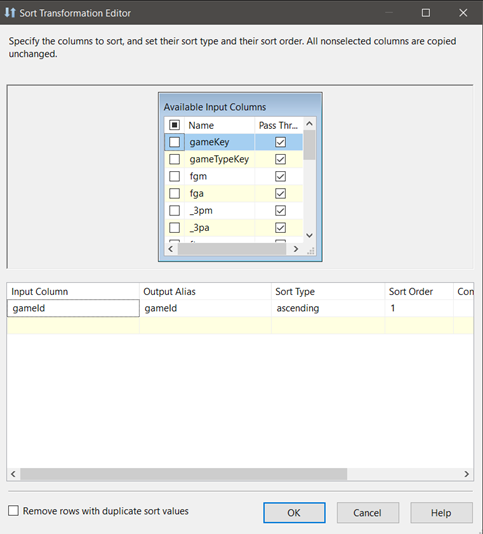 Sort Transformation Editor
Specify the columns to sort, and set their sort type and their sort order. All nonselected columns are copied
unchanged.
Available Input Columns
Name Pass Thr...
gameKey
gameTypeKey
fgm
fga
_3pm
_3pa
Input Column Output Alias Sort Type Sort Order Com
gameId gameId ascending 1
Remove rows with duplicate sort values
OK Cancel Help